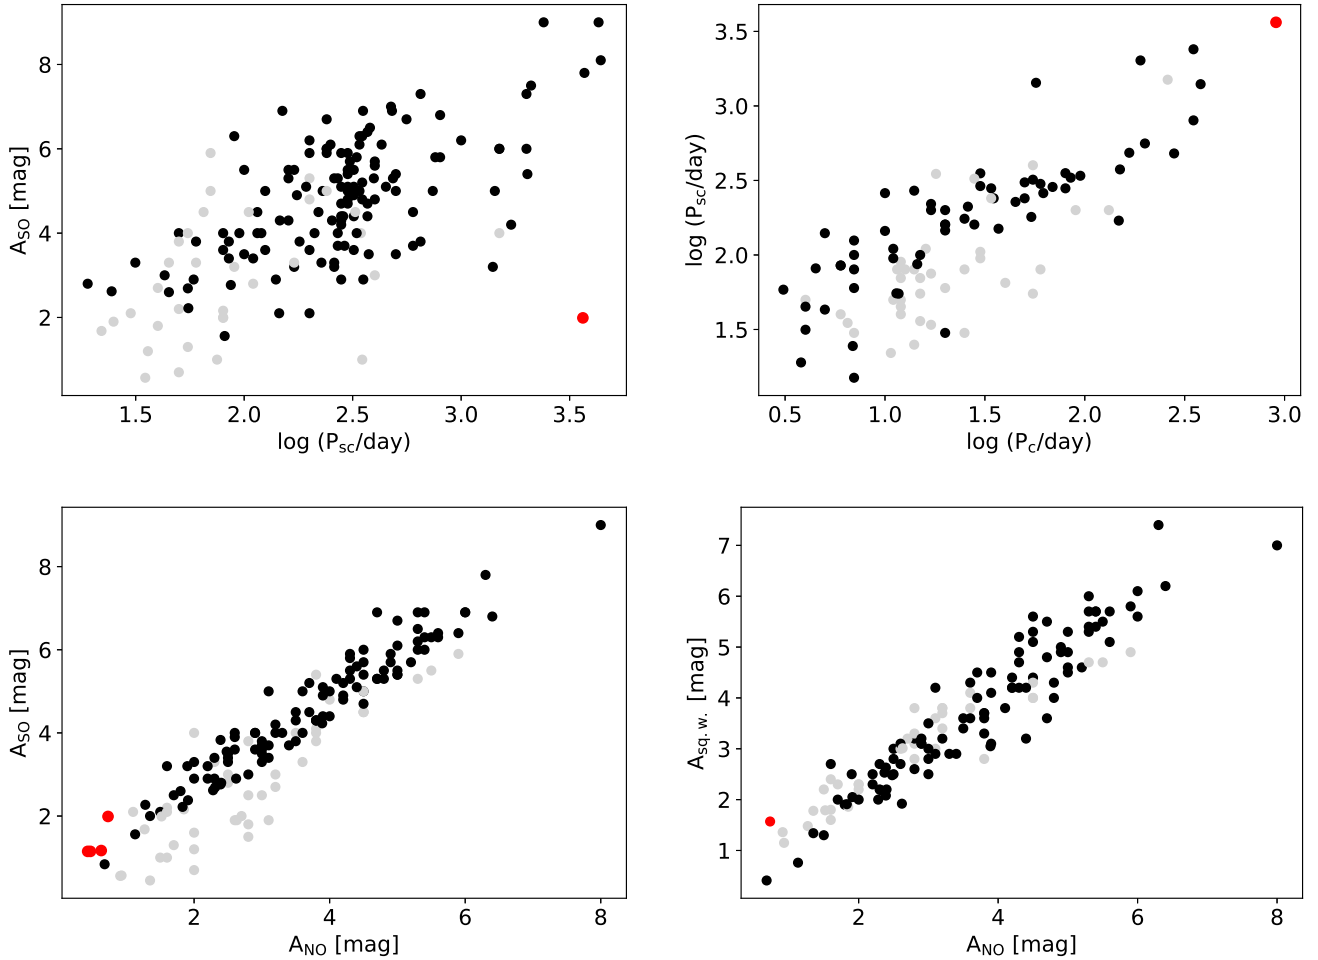 8
6
4
2
A_SO [mag]
1.5 2.0 2.5 3.0 3.5
log (P_sc/day)
3.5
3.0
2.5
2.0
1.5
log (P_sc/day)
0.5 1.0 1.5 2.0 2.5 3.0
log (P_c/day)
8
6
4
2
A_SO [mag]
2 4 6 8
A_NO [mag]
7
6
5
4
3
2
1
A_sq. w. [mag]
2 4 6 8
A_NO [mag]